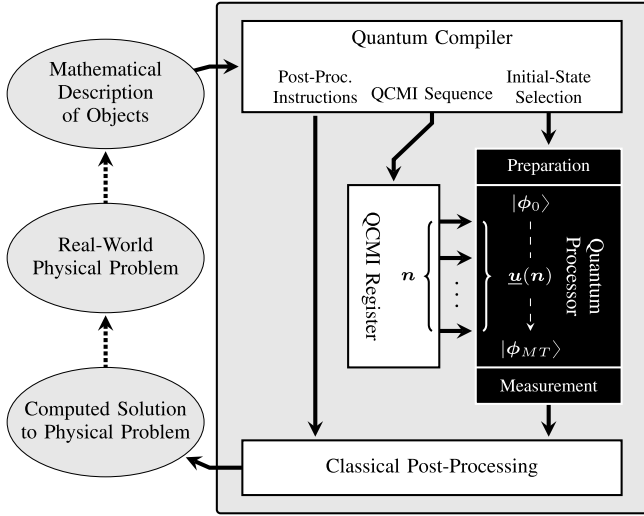 Quantum Compiler
Post-Proc.
Instructions
QCMI Sequence
Initial-State
Selection
Mathematical
Description
of Objects
Real-World
Physical Problem
Computed Solution
to Physical Problem
QCMI Register
n
Preparation
|ϕ₀⟩
u(n)
|ϕ_MT⟩
Quantum
Processor
Measurement
Classical Post-Processing